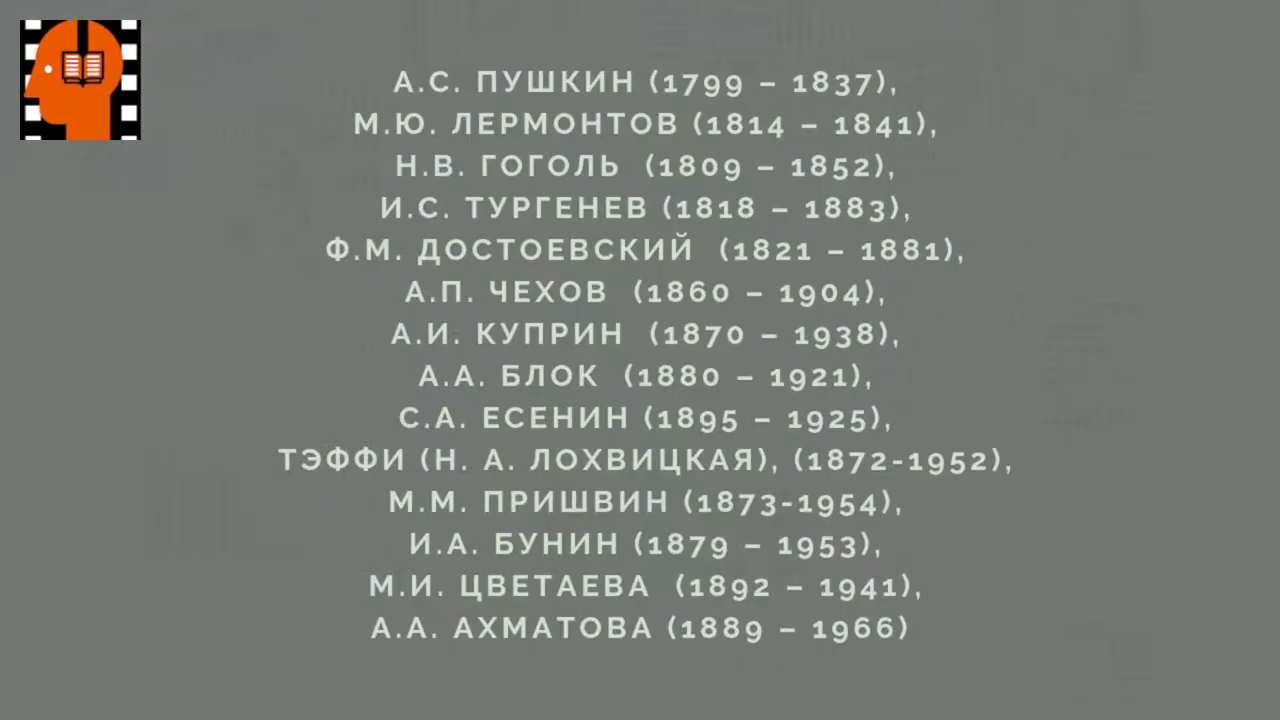 А.С. ПУШКИН (1799 – 1837),
М.Ю. ЛЕРМОНТОВ (1814 – 1841),
Н.В. ГОГОЛЬ (1809 – 1852),
И.С. ТУРГЕНЕВ (1818 – 1883),
Ф.М. ДОСТОЕВСКИЙ (1821 – 1881),
А.П. ЧЕХОВ (1860 – 1904),
А.И. КУПРИН (1870 – 1938),
А.А. БЛОК (1880 – 1921),
С.А. ЕСЕНИН (1895 – 1925),
ТЭФФИ (Н. А. ЛОХВИЦКАЯ), (1872-1952),
М.М. ПРИШВИН (1873-1954),
И.А. БУНИН (1879 – 1953),
М.И. ЦВЕТАЕВА (1892 – 1941),
А.А. АХМАТОВА (1889 – 1966)